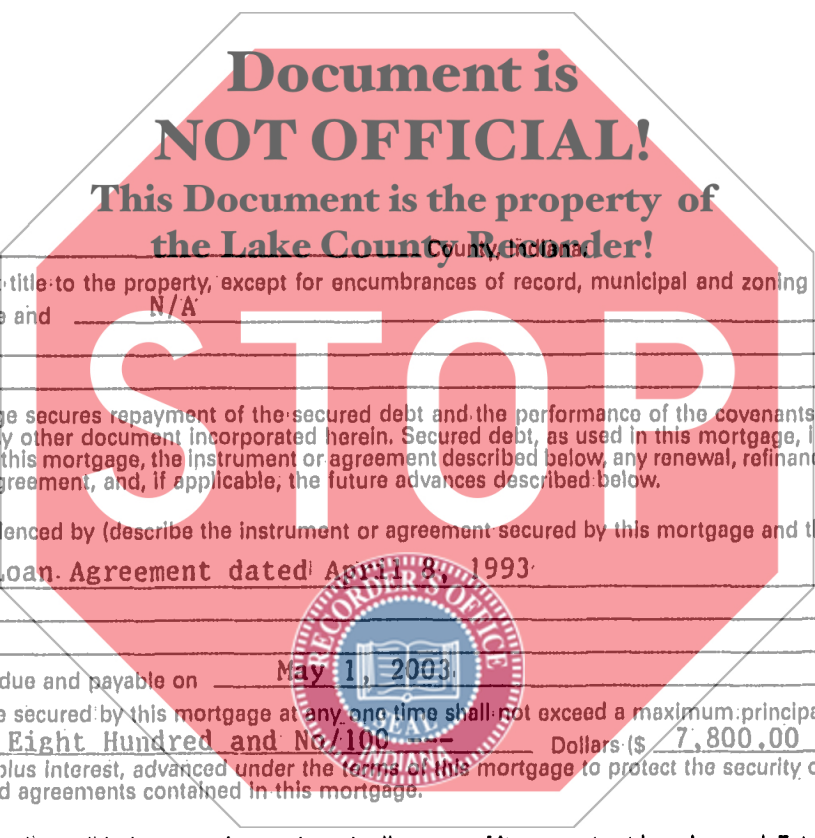 Document is
NOT OFFICIAL!
This Document is the property of
the Lake County Recorder!
County, Indiana,
title to the property, except for encumbrances of record, municipal and zoning
and N/A
STOP
secures repayment of the secured debt and the performance of the covenants
other document incorporated herein. Secured debt, as used in this mortgage,
this mortgage, the instrument or agreement described below, any renewal,
and, if applicable, the future advances described below.
by (describe the instrument or agreement secured by this mortgage and
Agreement dated April 8, 1993
RECORDER'S OFFICE
SEAL
INDIANA
due and payable on May 1, 2003
secured by this mortgage at any one time shall not exceed a maximum
Eight Hundred and No/100 --- Dollars ($ 7,800.00
plus interest, advanced under the terms of this mortgage to protect the security
agreements contained in this mortgage.